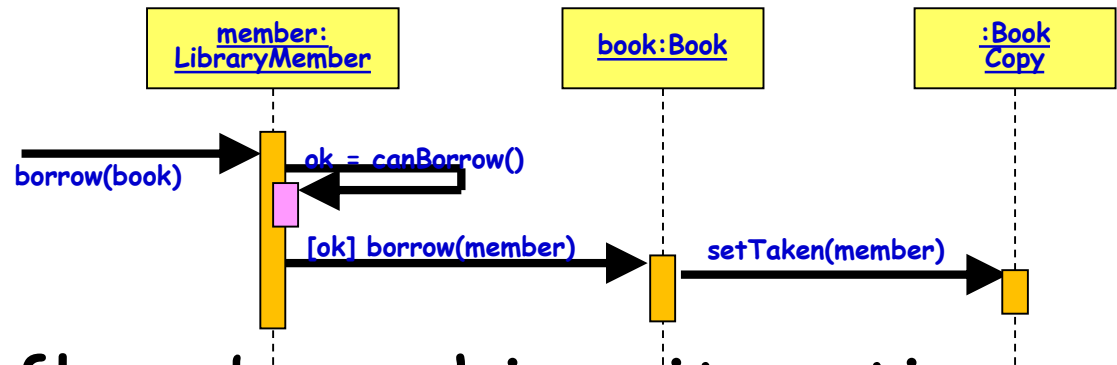 member:
LibraryMember
book:Book
:Book
Copy
ok = canBorrow()
borrow(book)
[ok] borrow(member)
setTaken(member)